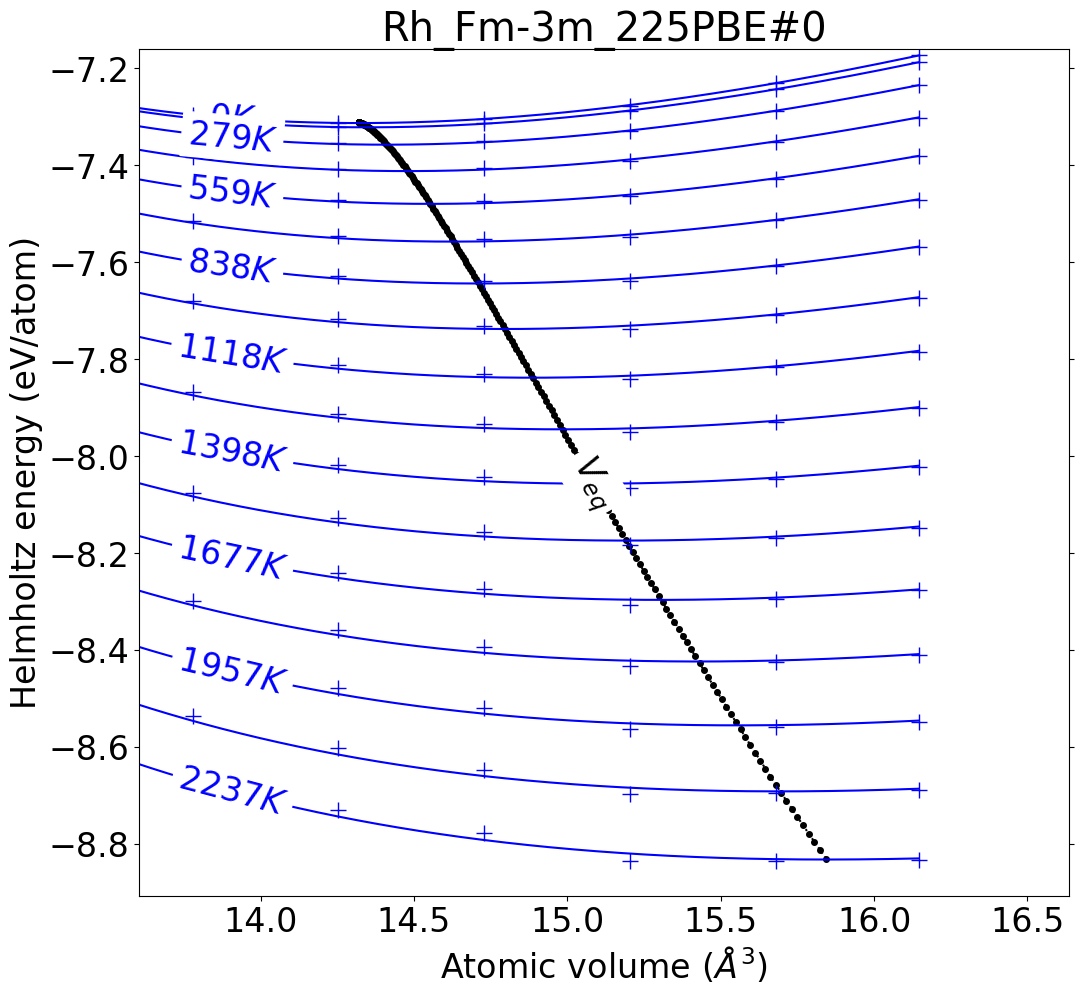 Rh_Fm-3m_225PBE#0
Helmholtz energy (eV/atom)
−7.2
−7.4
−7.6
−7.8
−8.0
−8.2
−8.4
−8.6
−8.8
0K
279K
559K
838K
1118K
1398K
1677K
1957K
2237K
V_eq
14.0 14.5 15.0 15.5 16.0 16.5
Atomic volume (Å³)